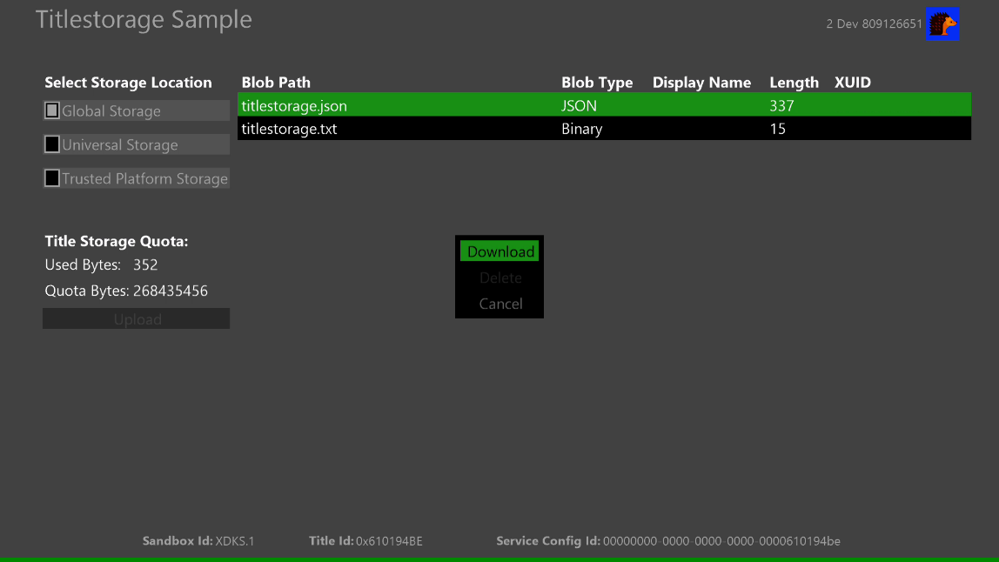 Titlestorage Sample
2 Dev 809126651
Select Storage Location
Global Storage
Universal Storage
Trusted Platform Storage
Blob Path Blob Type Display Name Length XUID
titlestorage.json JSON 337
titlestorage.txt Binary 15
Title Storage Quota:
Used Bytes: 352
Quota Bytes: 268435456
Upload
Download
Delete
Cancel
Sandbox Id: XDKS.1 Title Id: 0x610194BE Service Config Id: 00000000-0000-0000-0000-0000610194be